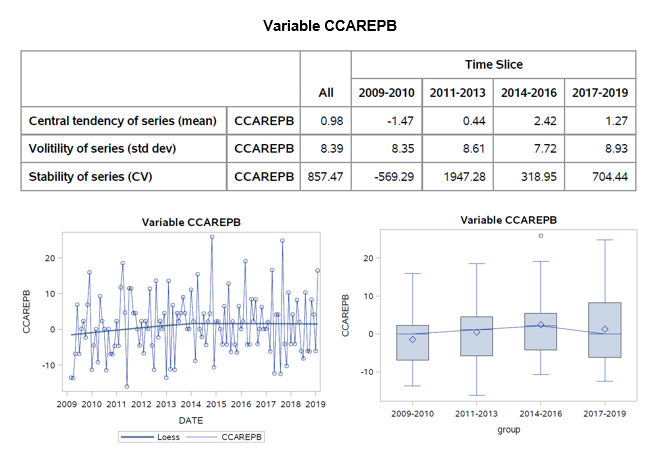 Variable CCAREPB
Time Slice
All 2009-2010 2011-2013 2014-2016 2017-2019
Central tendency of series (mean) CCAREPB 0.98 -1.47 0.44 2.42 1.27
Volitility of series (std dev) CCAREPB 8.39 8.35 8.61 7.72 8.93
Stability of series (CV) CCAREPB 857.47 -569.29 1947.28 318.95 704.44
Variable CCAREPB
CCAREPB
20
10
0
-10
2009 2010 2011 2012 2013 2014 2015 2016 2017 2018 2019
DATE
Loess CCAREPB
Variable CCAREPB
CCAREPB
20
10
0
-10
2009-2010 2011-2013 2014-2016 2017-2019
group